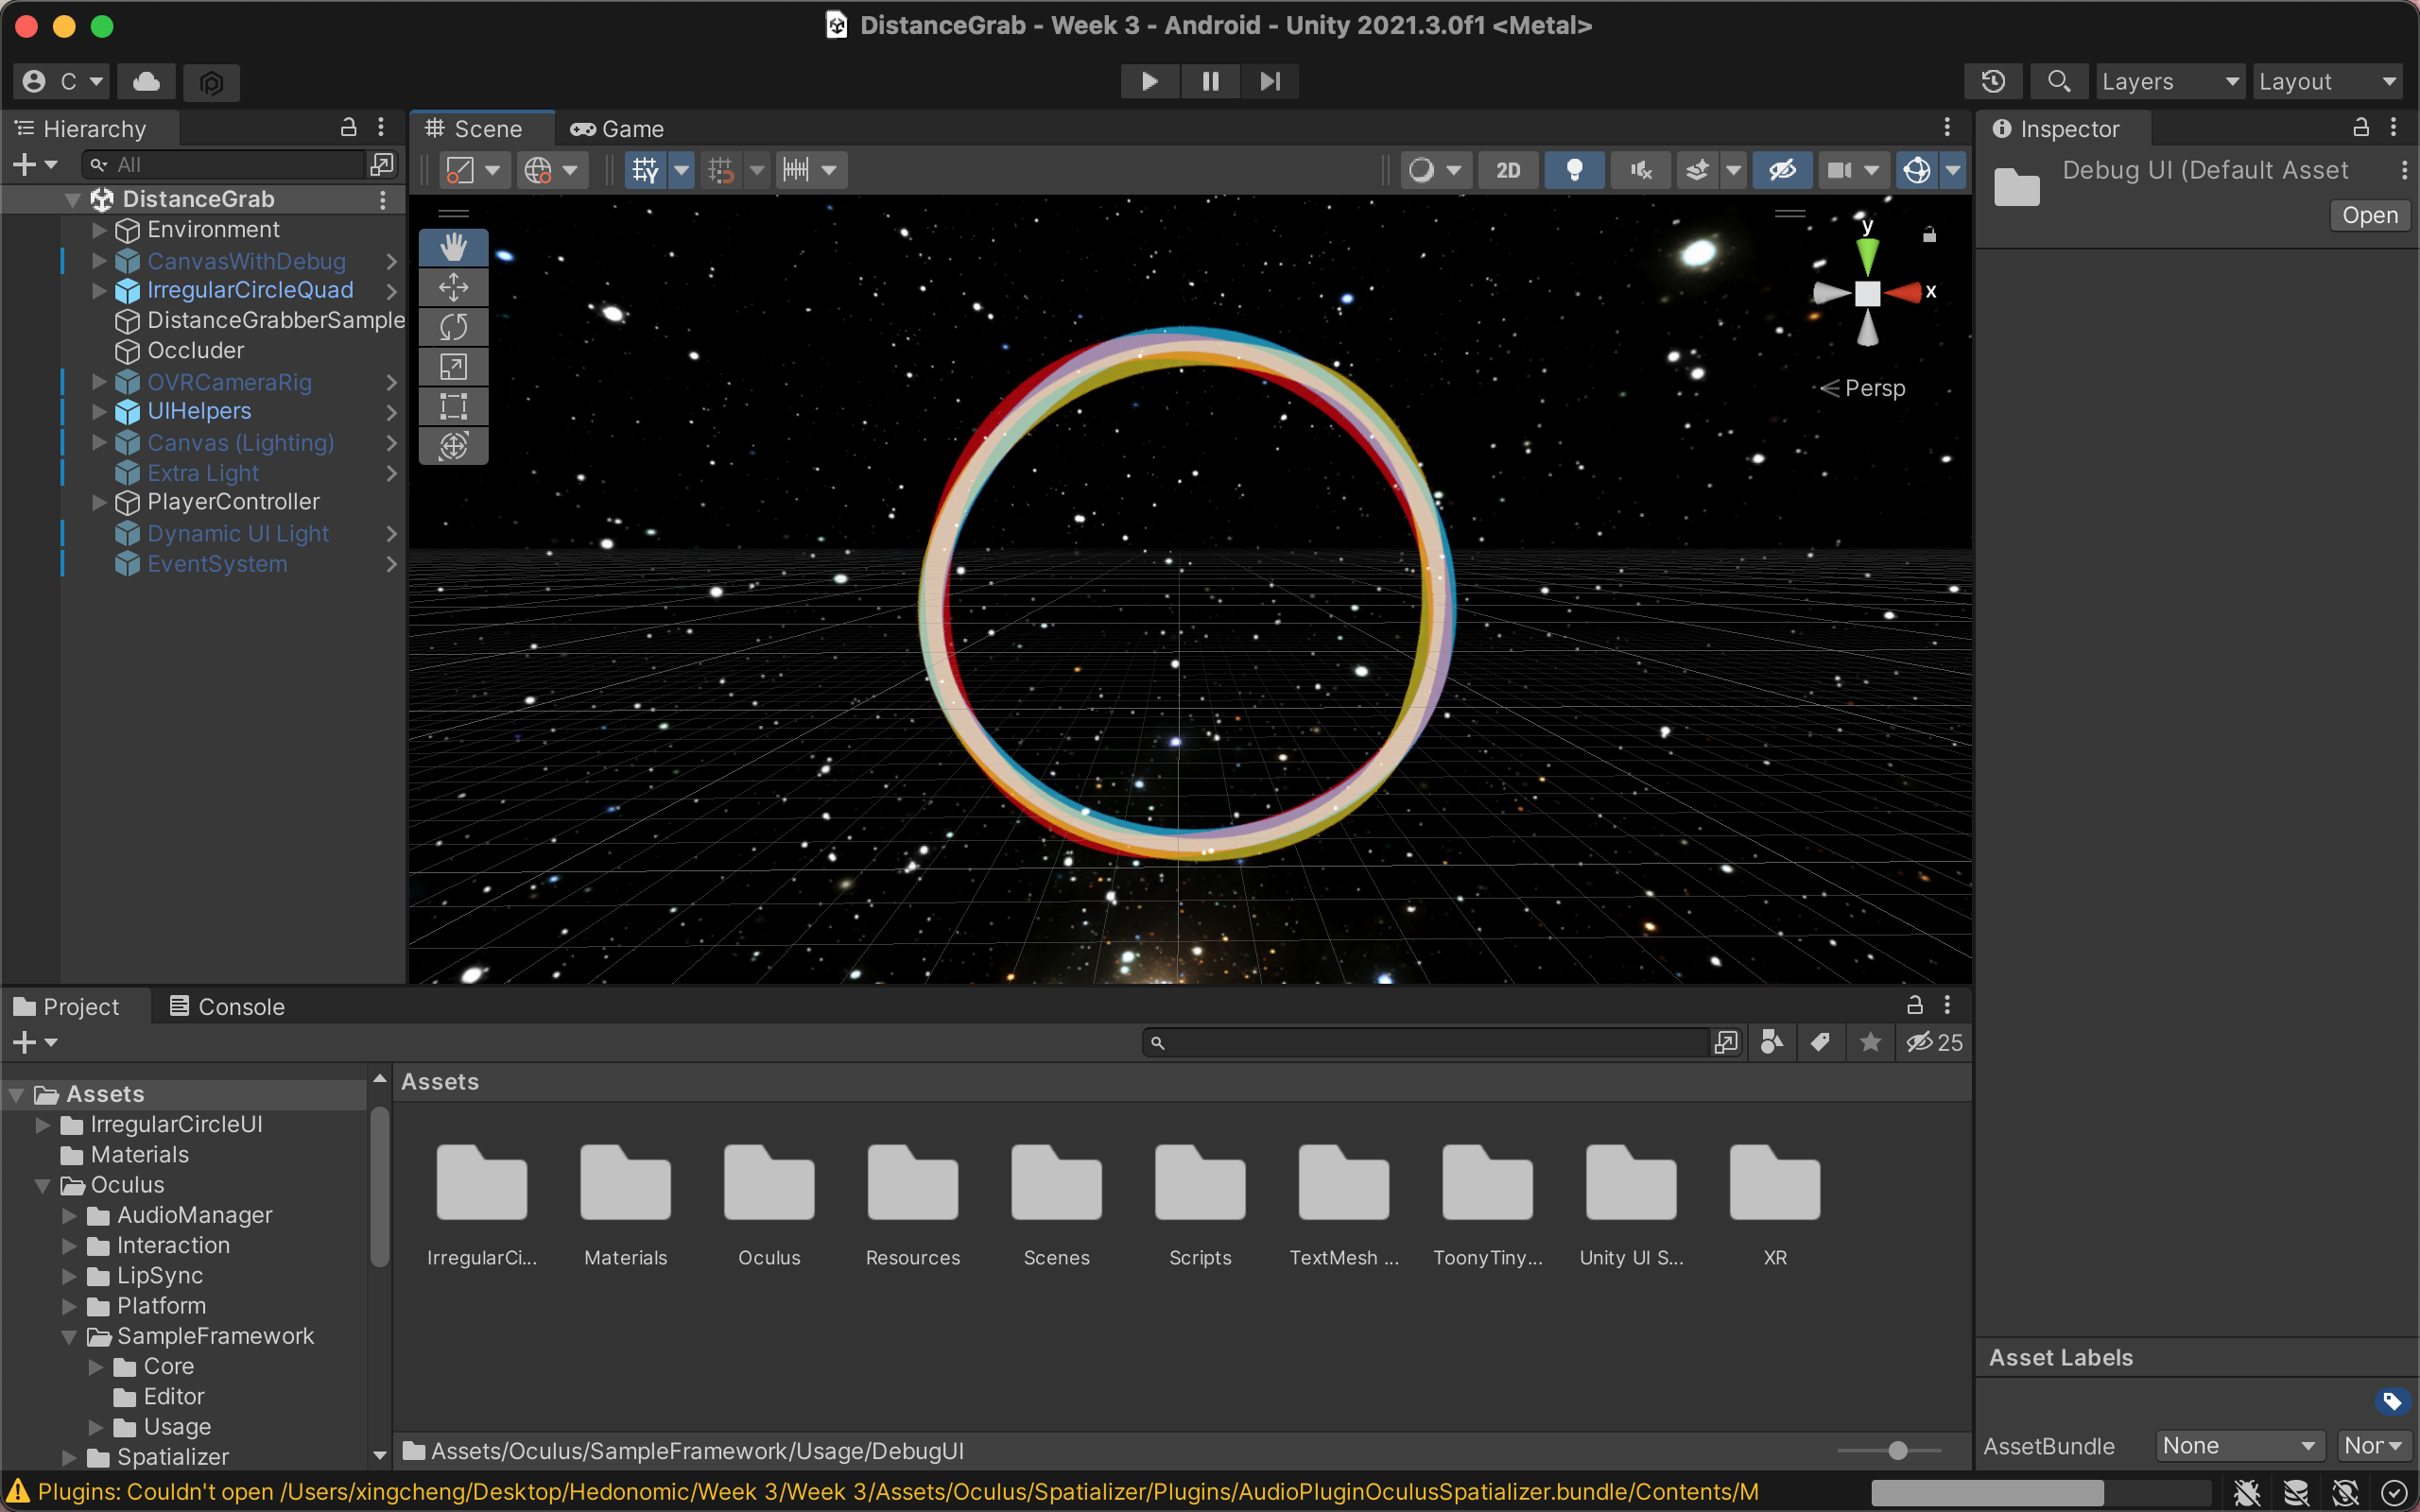 DistanceGrab - Week 3 - Android - Unity 2021.3.0f1 <Metal>
C
Layers
Layout
Hierarchy
Scene
Game
Inspector
All
2D
Debug UI (Default Asset
Open
DistanceGrab
Environment
CanvasWithDebug
IrregularCircleQuad
DistanceGrabberSample
Occluder
OVRCameraRig
UIHelpers
Canvas (Lighting)
Extra Light
PlayerController
Dynamic UI Light
EventSystem
y
x
Persp
Project
Console
25
Assets
IrregularCircleUI
Materials
Oculus
AudioManager
Interaction
LipSync
Platform
SampleFramework
Core
Editor
Usage
Spatializer
Assets
IrregularCi...
Materials
Oculus
Resources
Scenes
Scripts
TextMesh ...
ToonyTiny...
Unity UI S...
XR
Assets/Oculus/SampleFramework/Usage/DebugUI
Asset Labels
AssetBundle
None
Nor
Plugins: Couldn't open /Users/xingcheng/Desktop/Hedonomic/Week 3/Week 3/Assets/Oculus/Spatializer/Plugins/AudioPluginOculusSpatializer.bundle/Contents/M